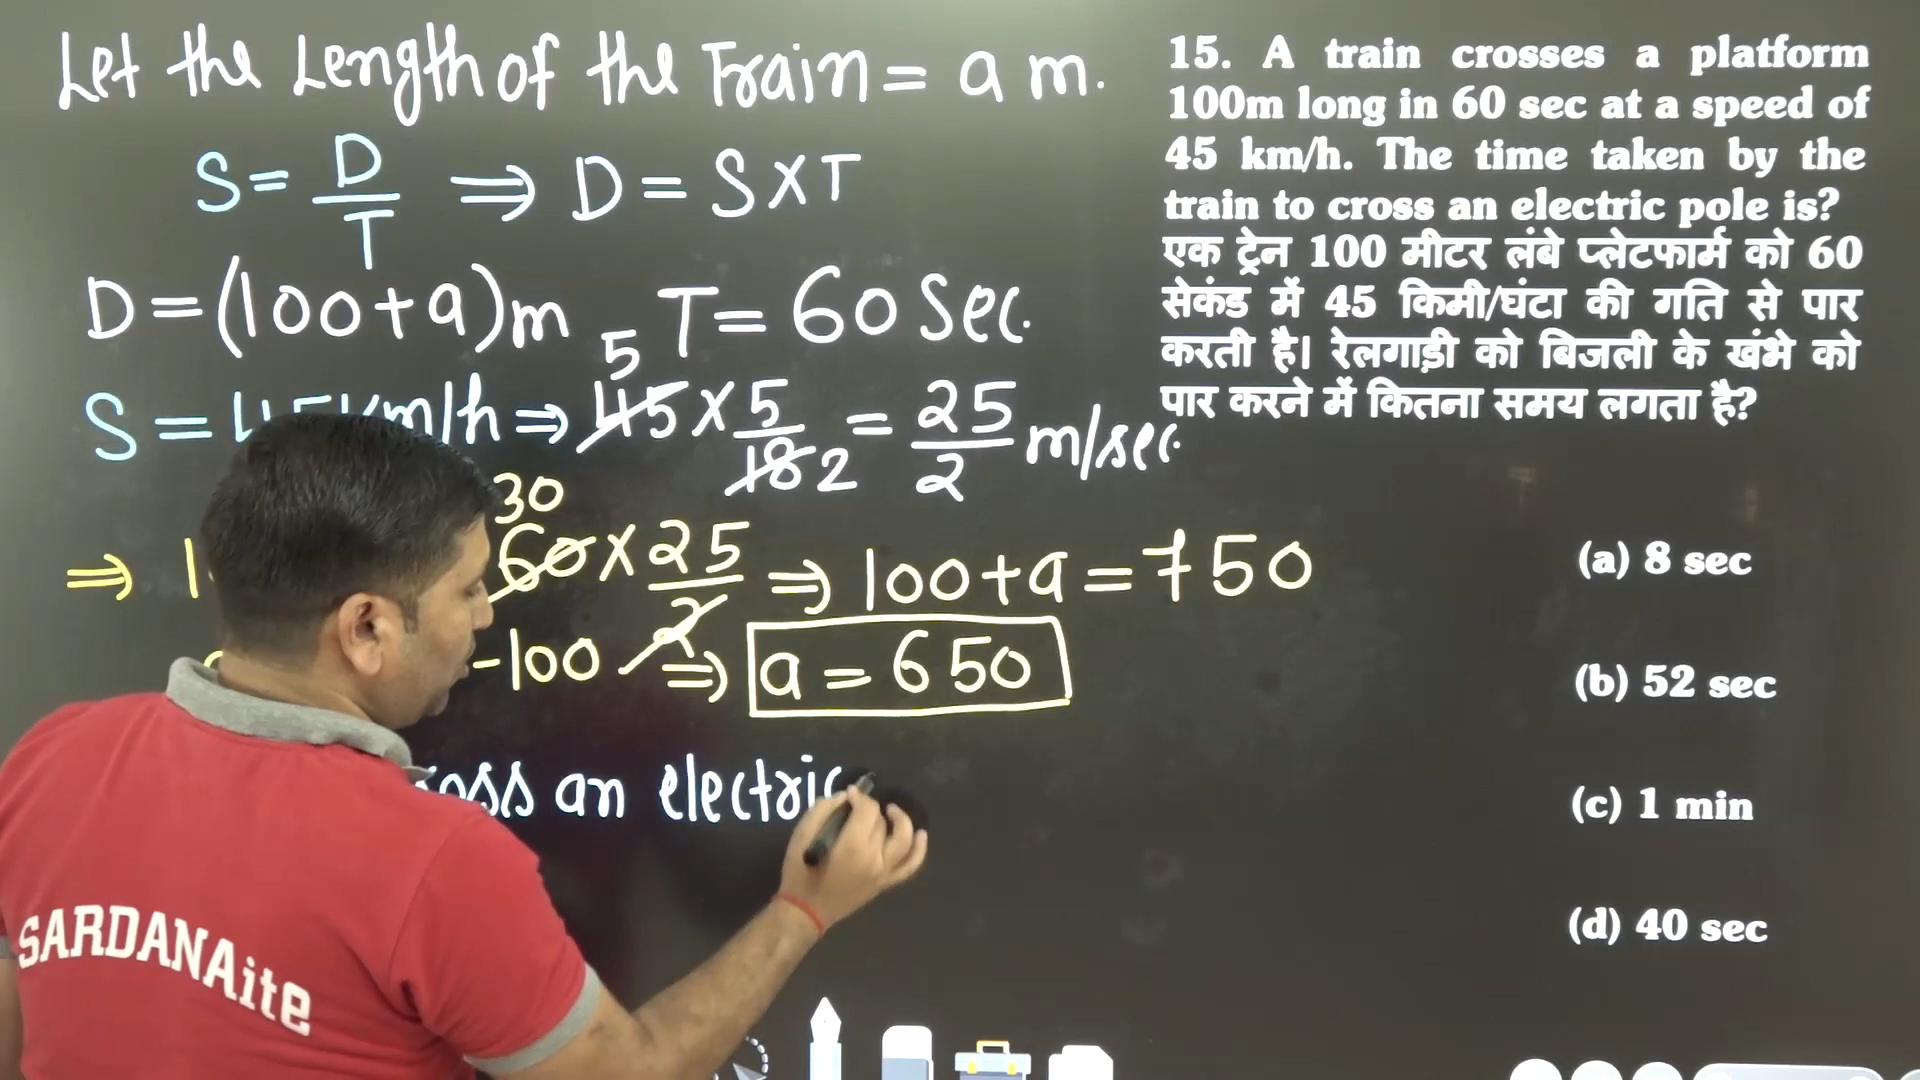 Let the Length of the Train = a m.
S = D/T ⇒ D = S X T
D = (100+a)m T = 60 Sec.
S = 45 Km/h ⇒ 45 X 5/18 = 25/2 m/sec.
5
2
30
⇒ 1 60 X 25/2 ⇒ 100+a = 750
-100 ⇒ a = 650
an electric
SARDANAite
15. A train crosses a platform
100m long in 60 sec at a speed of
45 km/h. The time taken by the
train to cross an electric pole is?
एक ट्रेन 100 मीटर लंबे प्लेटफार्म को 60
सेकंड में 45 किमी/घंटा की गति से पार
करती है। रेलगाड़ी को बिजली के खंभे को
पार करने में कितना समय लगता है?
(a) 8 sec
(b) 52 sec
(c) 1 min
(d) 40 sec